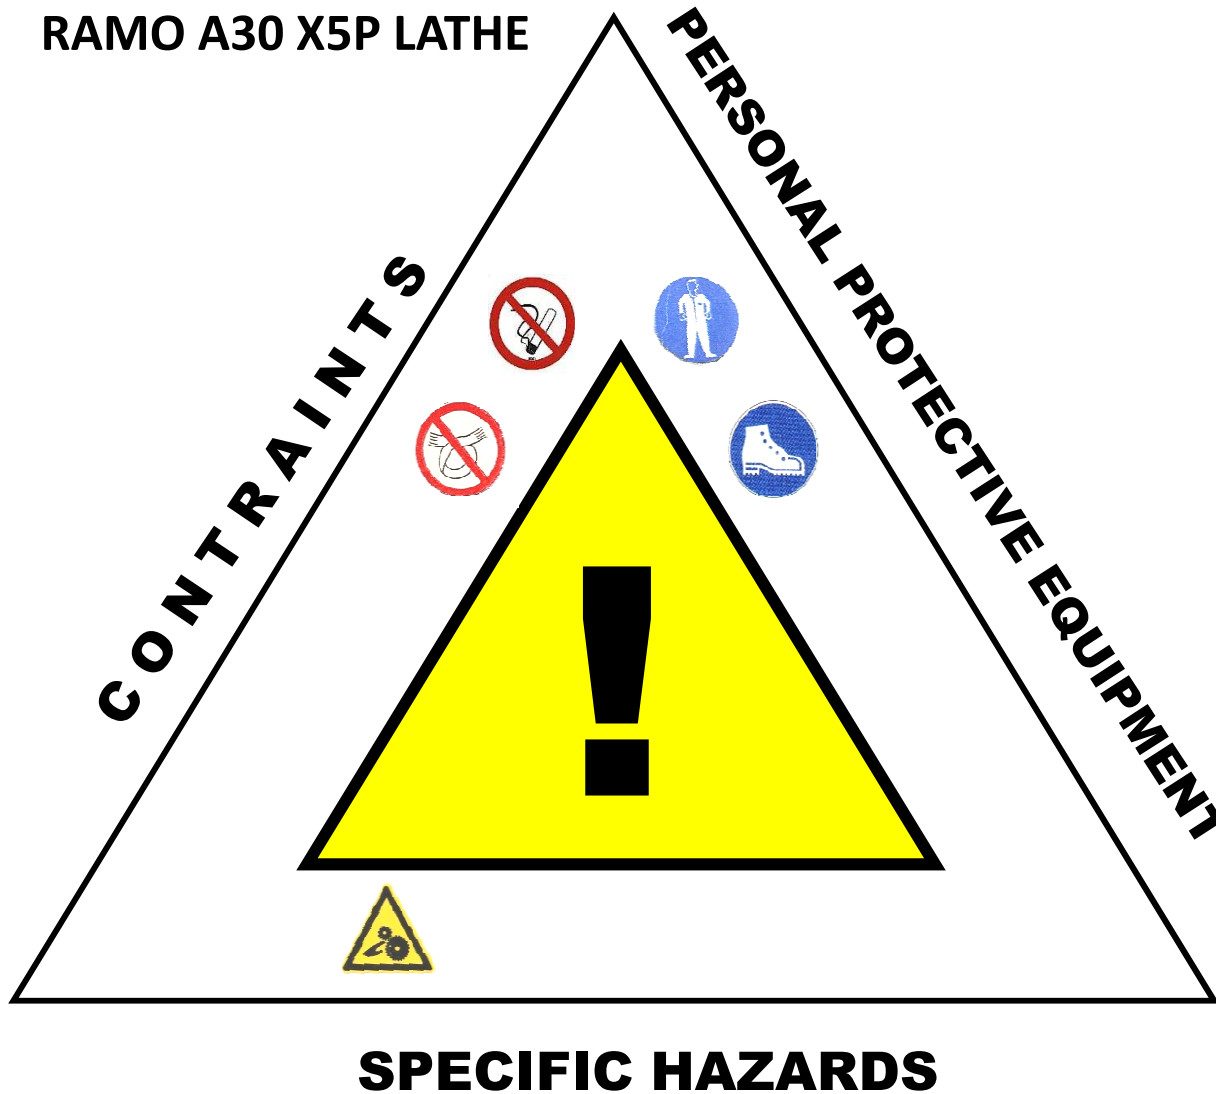 RAMO A30 X5P LATHE
PERSONAL PROTECTIVE EQUIPMENT
CONTRAINTS
!
SPECIFIC HAZARDS